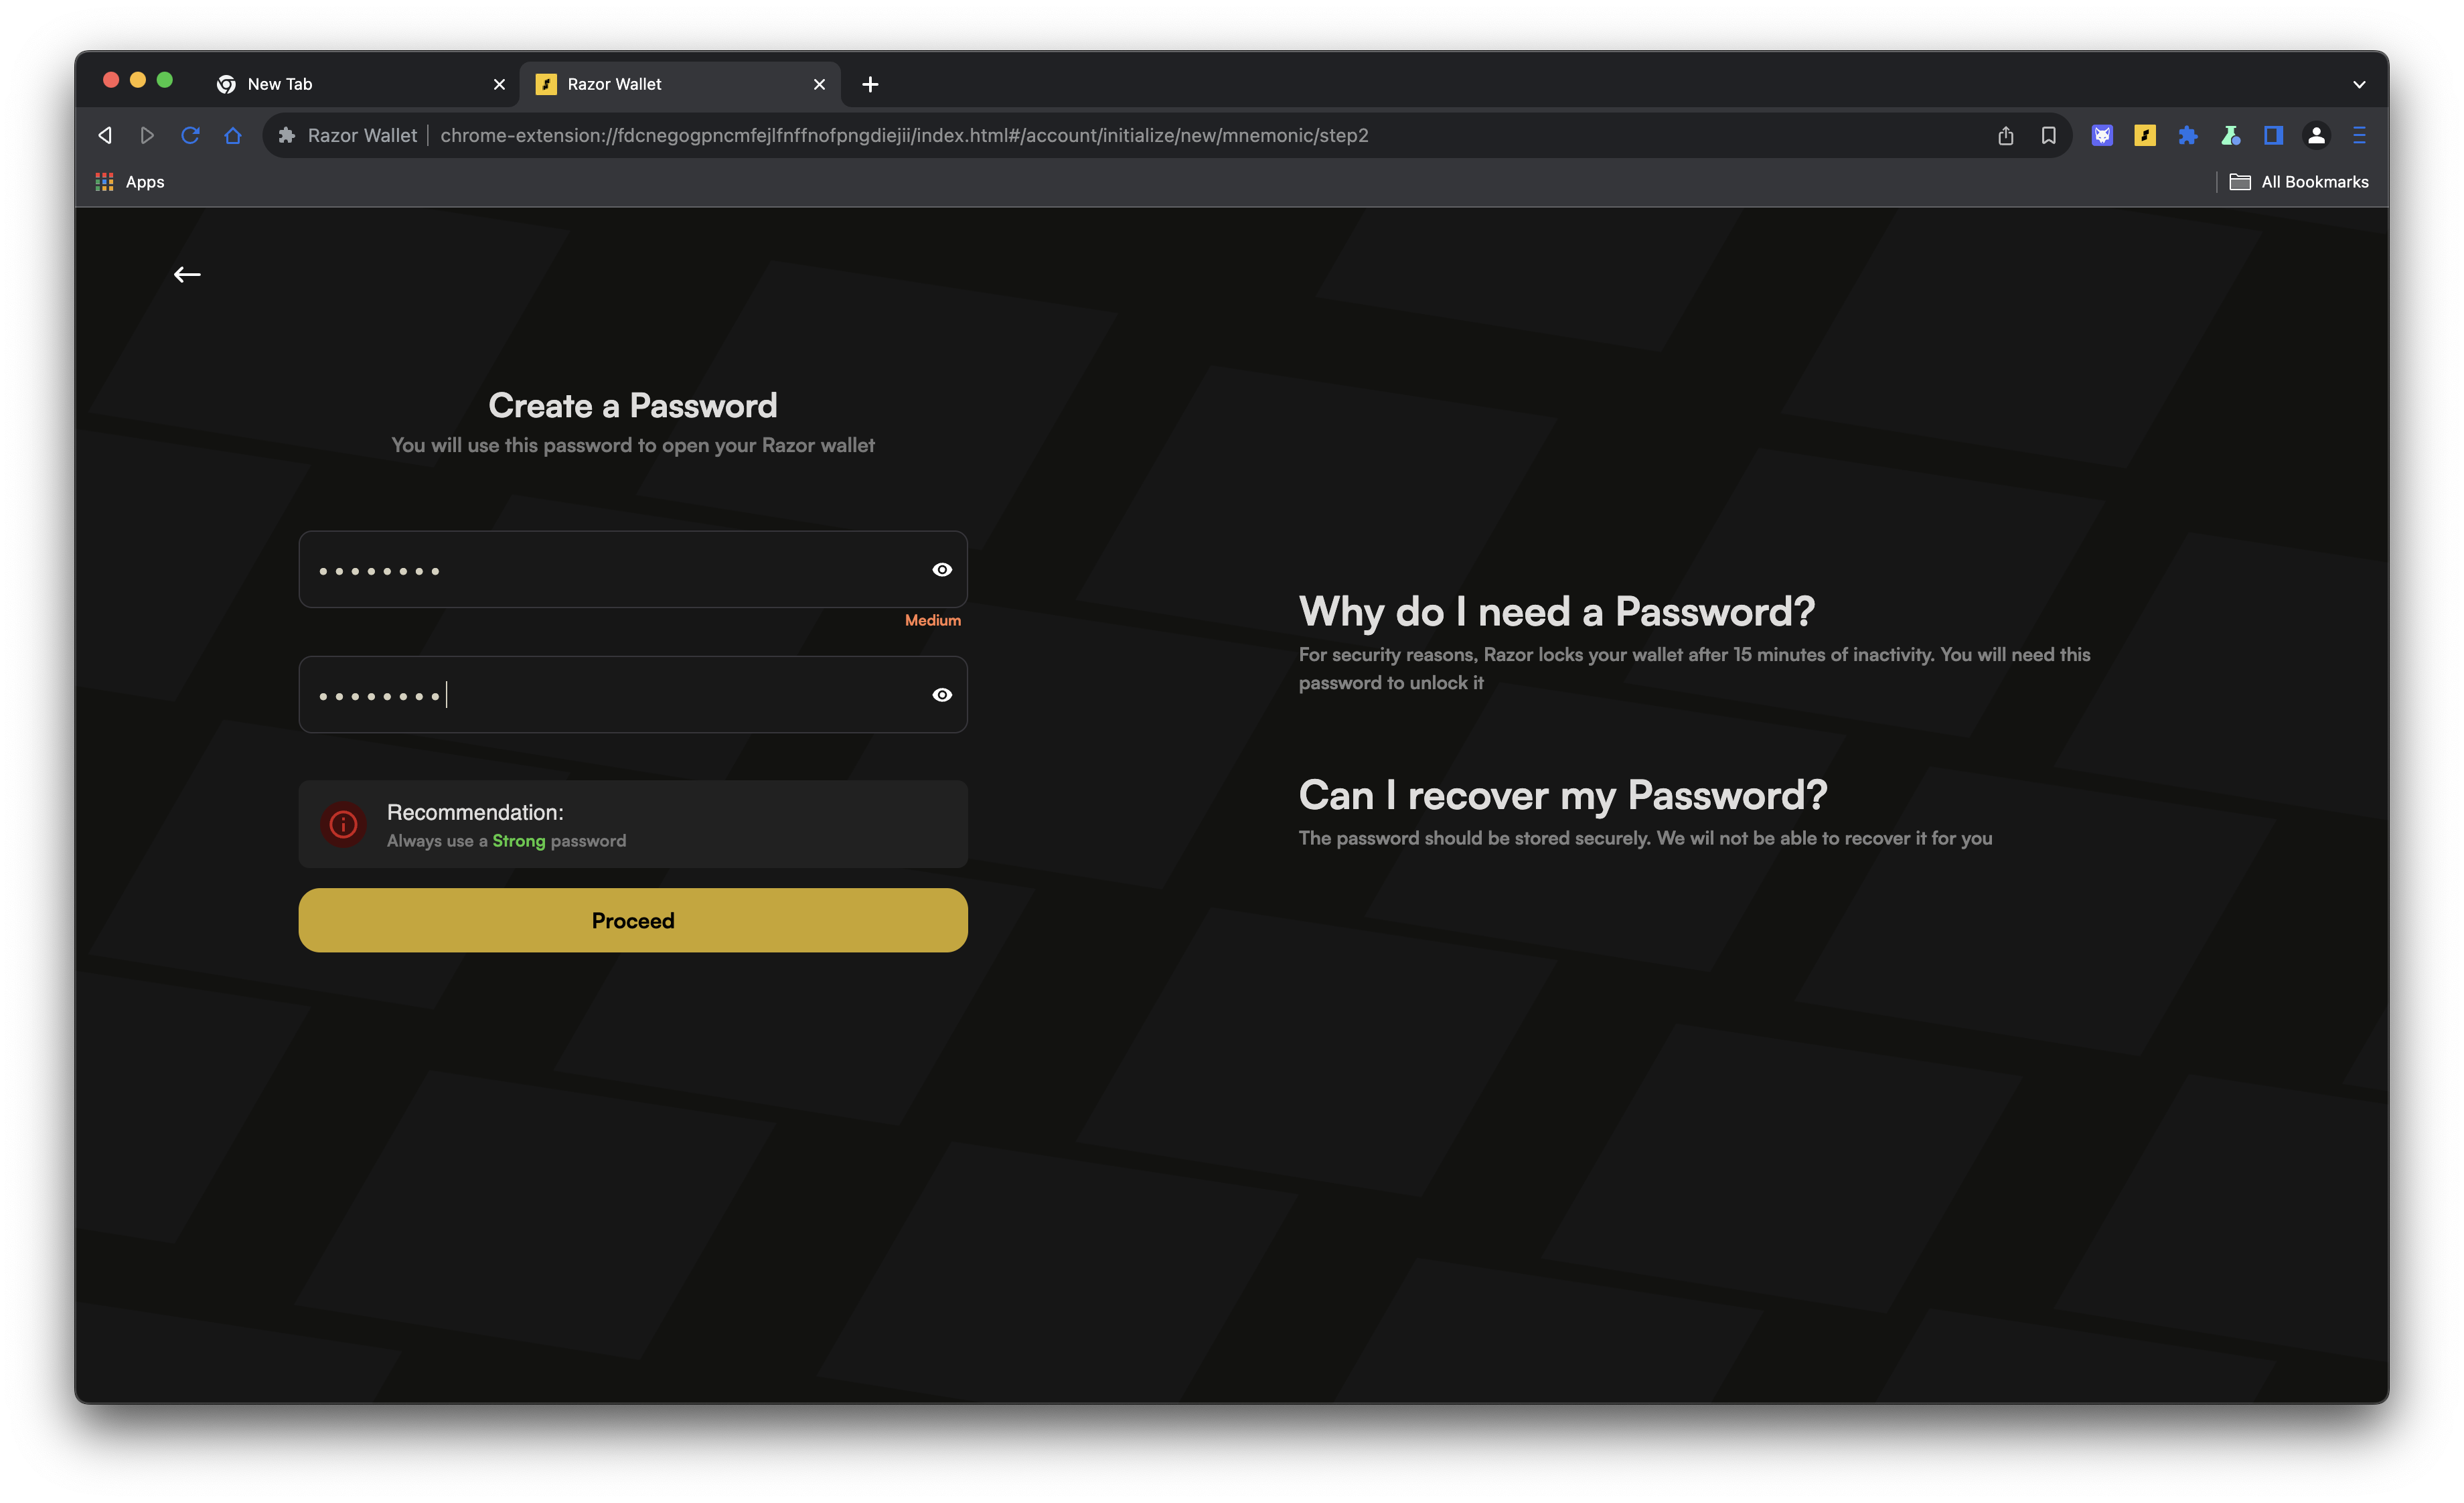 New Tab
Razor Wallet
Razor Wallet
chrome-extension://fdcnegogpncmfejlfnffnofpngdiejii/index.html#/account/initialize/new/mnemonic/step2
Apps
All Bookmarks
Create a Password
You will use this password to open your Razor wallet
Medium
Recommendation:
Always use a Strong password
Proceed
Why do I need a Password?
For security reasons, Razor locks your wallet after 15 minutes of inactivity. You will need this
password to unlock it
Can I recover my Password?
The password should be stored securely. We wil not be able to recover it for you